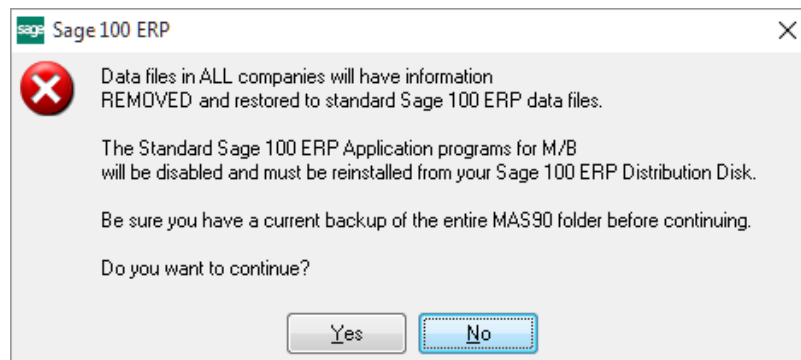 sage Sage 100 ERP
Data files in ALL companies will have information
REMOVED and restored to standard Sage 100 ERP data files.
The Standard Sage 100 ERP Application programs for M/B
will be disabled and must be reinstalled from your Sage 100 ERP Distribution Disk.
Be sure you have a current backup of the entire MAS90 folder before continuing.
Do you want to continue?
Yes No